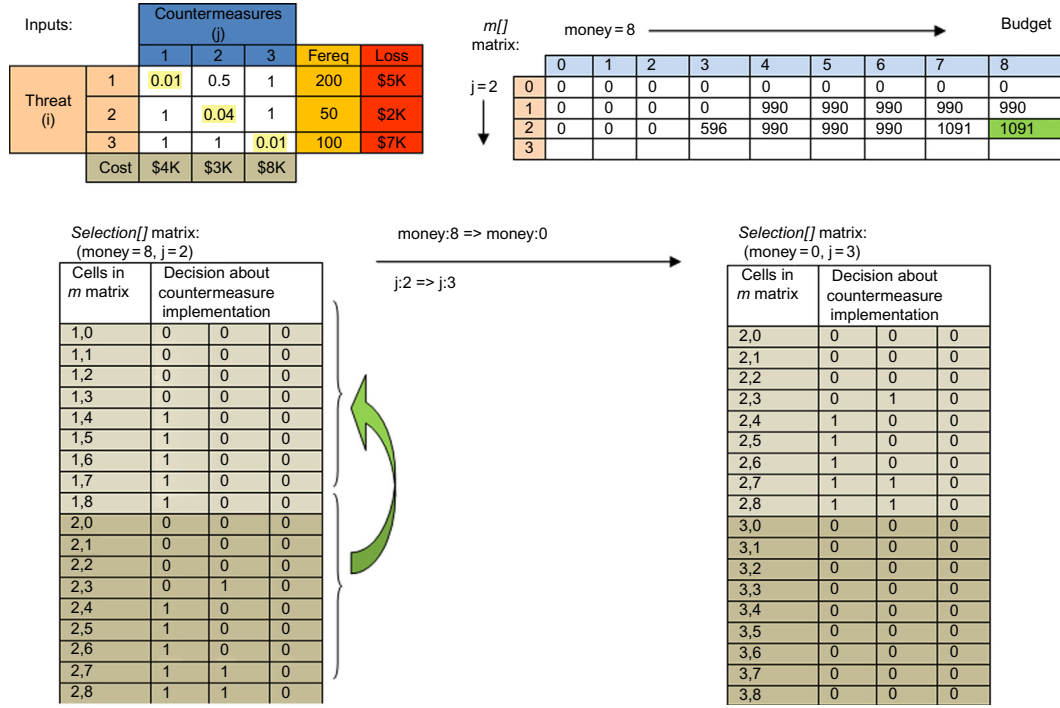 Inputs:
Countermeasures
(j)
1 2 3 Fereq Loss
Threat
(i)
1 0.01 0.5 1 200 $5K
2 1 0.04 1 50 $2K
3 1 1 0.01 100 $7K
Cost $4K $3K $8K
m[]
matrix:
money=8
Budget
j=2
0 1 2 3 4 5 6 7 8
0 0 0 0 0 0 0 0 0 0
1 0 0 0 0 990 990 990 990 990
2 0 0 0 596 990 990 990 1091 1091
3
Selection[] matrix:
(money=8, j=2)
Cells in
m matrix
Decision about
countermeasure
implementation
1,0 0 0 0
1,1 0 0 0
1,2 0 0 0
1,3 0 0 0
1,4 1 0 0
1,5 1 0 0
1,6 1 0 0
1,7 1 0 0
1,8 1 0 0
2,0 0 0 0
2,1 0 0 0
2,2 0 0 0
2,3 0 1 0
2,4 1 0 0
2,5 1 0 0
2,6 1 0 0
2,7 1 1 0
2,8 1 1 0
money:8 => money:0
j:2 => j:3
Selection[] matrix:
(money=0, j=3)
Cells in
m matrix
Decision about
countermeasure
implementation
2,0 0 0 0
2,1 0 0 0
2,2 0 0 0
2,3 0 1 0
2,4 1 0 0
2,5 1 0 0
2,6 1 0 0
2,7 1 1 0
2,8 1 1 0
3,0 0 0 0
3,1 0 0 0
3,2 0 0 0
3,3 0 0 0
3,4 0 0 0
3,5 0 0 0
3,6 0 0 0
3,7 0 0 0
3,8 0 0 0